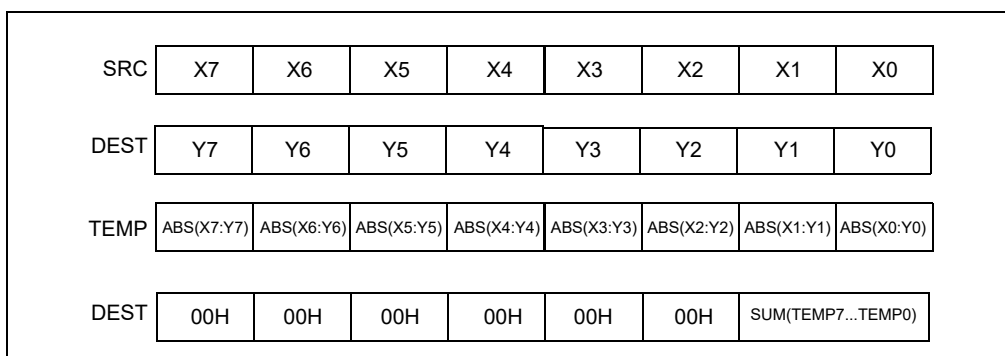 SRC X7 X6 X5 X4 X3 X2 X1 X0
DEST Y7 Y6 Y5 Y4 Y3 Y2 Y1 Y0
TEMP ABS(X7:Y7) ABS(X6:Y6) ABS(X5:Y5) ABS(X4:Y4) ABS(X3:Y3) ABS(X2:Y2) ABS(X1:Y1) ABS(X0:Y0)
DEST 00H 00H 00H 00H 00H 00H SUM(TEMP7...TEMP0)